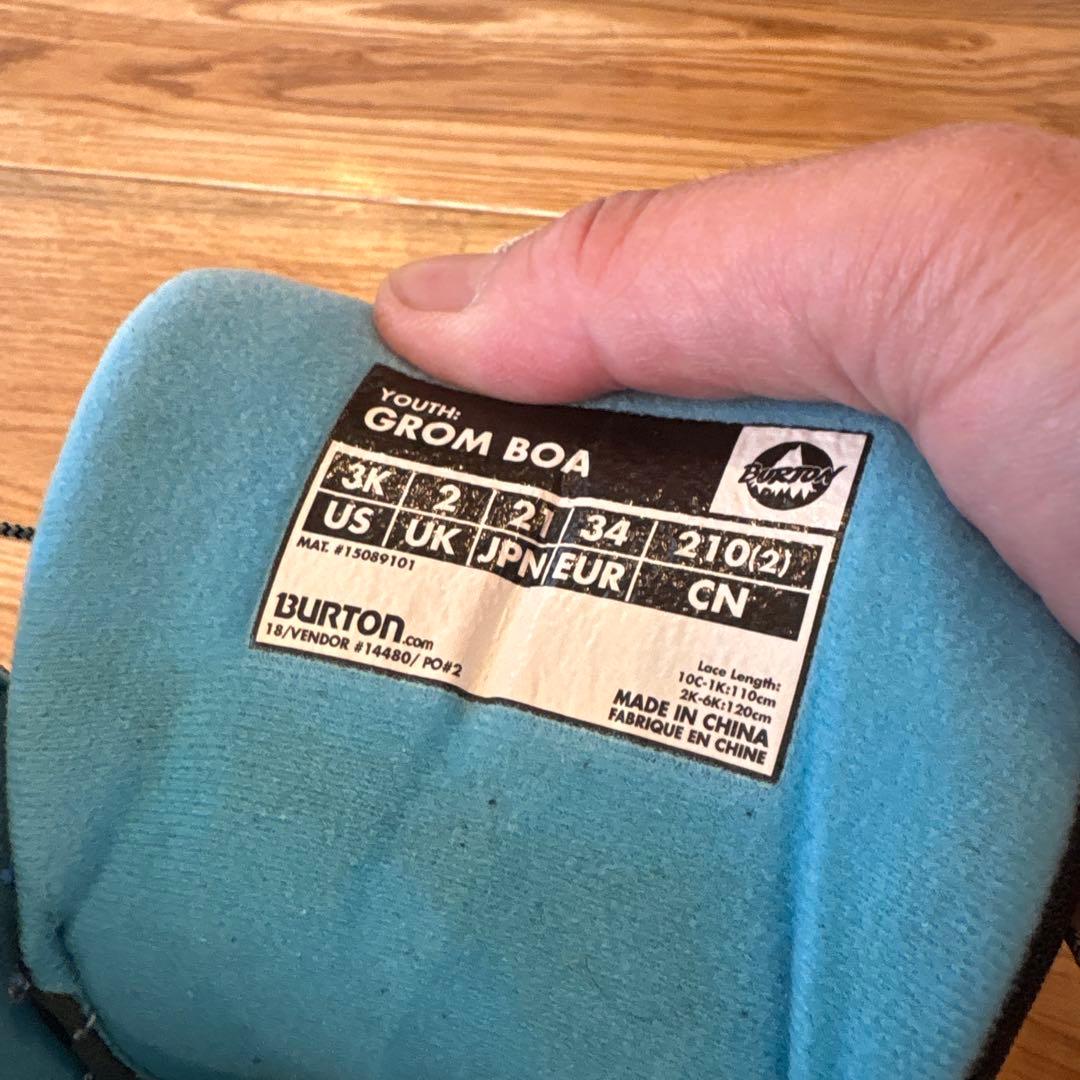 YOUTH:
GROM BOA
BURTON
3K 2 21 34 210(2)
US UK JPN EUR CN
MAT. #15089101
BURTON.com
18/VENDOR #14480/ PO#2
Lace Length:
10C-1K:110cm
2K-6K:120cm
MADE IN CHINA
FABRIQUE EN CHINE